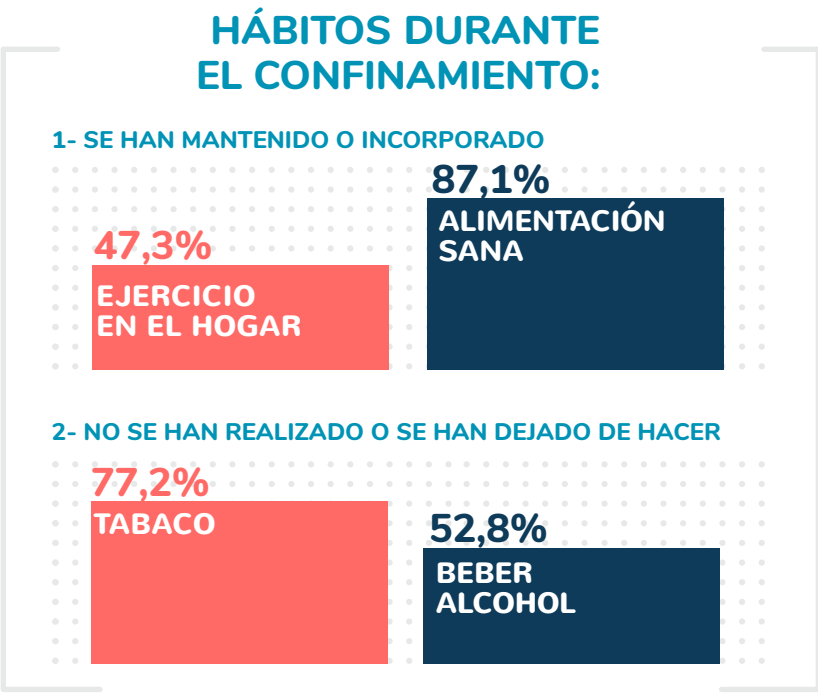 HÁBITOS DURANTE
EL CONFINAMIENTO:
1- SE HAN MANTENIDO O INCORPORADO
47,3%
EJERCICIO
EN EL HOGAR
87,1%
ALIMENTACIÓN
SANA
2- NO SE HAN REALIZADO O SE HAN DEJADO DE HACER
77,2%
TABACO
52,8%
BEBER
ALCOHOL